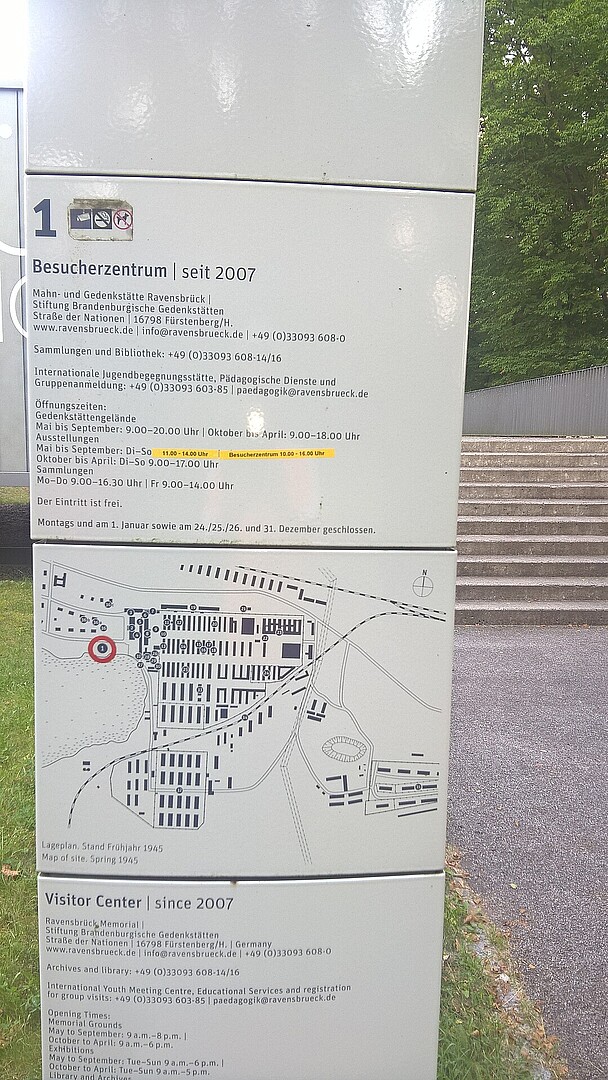 1
Besucherzentrum | seit 2007
Mahn- und Gedenkstätte Ravensbrück |
Stiftung Brandenburgische Gedenkstätten
Straße der Nationen | 16798 Fürstenberg/H.
www.ravensbrueck.de | info@ravensbrueck.de | +49 (0)33093 608-0
Sammlungen und Bibliothek: +49 (0)33093 608-14/16
Internationale Jugendbegegnungsstätte, Pädagogische Dienste und
Gruppenanmeldung: +49 (0)33093 603-85 | paedagogik@ravensbrueck.de
Öffnungszeiten:
Gedenkstättengelände
Mai bis September: 9.00–20.00 Uhr | Oktober bis April: 9.00–18.00 Uhr
Ausstellungen
Mai bis September: Di–So 11.00 - 14.00 Uhr | Besucherzentrum 10.00 - 16.00 Uhr
Oktober bis April: Di–So 9.00–17.00 Uhr
Sammlungen
Mo–Do 9.00–16.30 Uhr | Fr 9.00–14.00 Uhr
Der Eintritt ist frei.
Montags und am 1. Januar sowie am 24./25./26. und 31. Dezember geschlossen.
N
1
Lageplan. Stand Frühjahr 1945
Map of site. Spring 1945
Visitor Center | since 2007
Ravensbrück Memorial |
Stiftung Brandenburgische Gedenkstätten
Straße der Nationen | 16798 Fürstenberg/H. | Germany
www.ravensbrueck.de | info@ravensbrueck.de | +49 (0)33093 608-0
Archives and library: +49 (0)33093 608-14/16
International Youth Meeting Centre, Educational Services and registration
for group visits: +49 (0)33093 603-85 | paedagogik@ravensbrueck.de
Opening Times:
Memorial Grounds
May to September: 9 a.m.–8 p.m. |
October to April: 9 a.m.–6 p.m.
Exhibitions
May to September: Tue–Sun 9 a.m.–6 p.m. |
October to April: Tue–Sun 9 a.m.–5 p.m.
Library and Archives